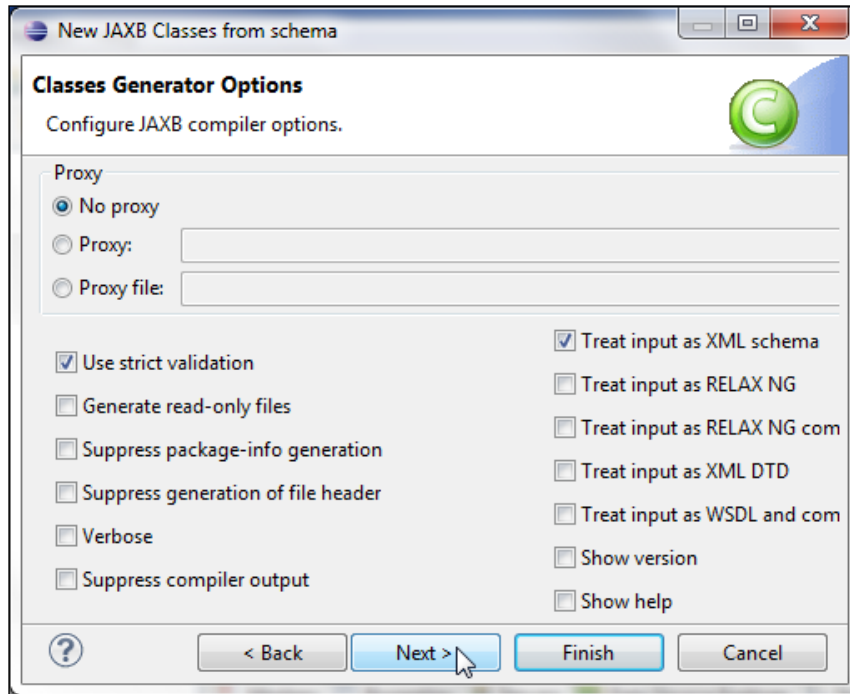 New JAXB Classes from schema
Classes Generator Options
Configure JAXB compiler options.
C
Proxy
No proxy
Proxy:
Proxy file:
Use strict validation
Generate read-only files
Suppress package-info generation
Suppress generation of file header
Verbose
Suppress compiler output
Treat input as XML schema
Treat input as RELAX NG
Treat input as RELAX NG com
Treat input as XML DTD
Treat input as WSDL and com
Show version
Show help
?
< Back
Next >
Finish
Cancel